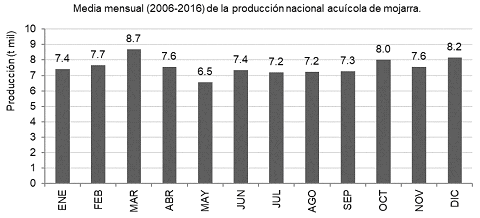 Media mensual (2006-2016) de la producción nacional acuícola de mojarra.
Producción (t mil)
10
9
8
7
6
5
4
3
2
1
0
7.4 7.7 8.7 7.6 6.5 7.4 7.2 7.2 7.3 8.0 7.6 8.2
ENE FEB MAR ABR MAY JUN JUL AGO SEP OCT NOV DIC